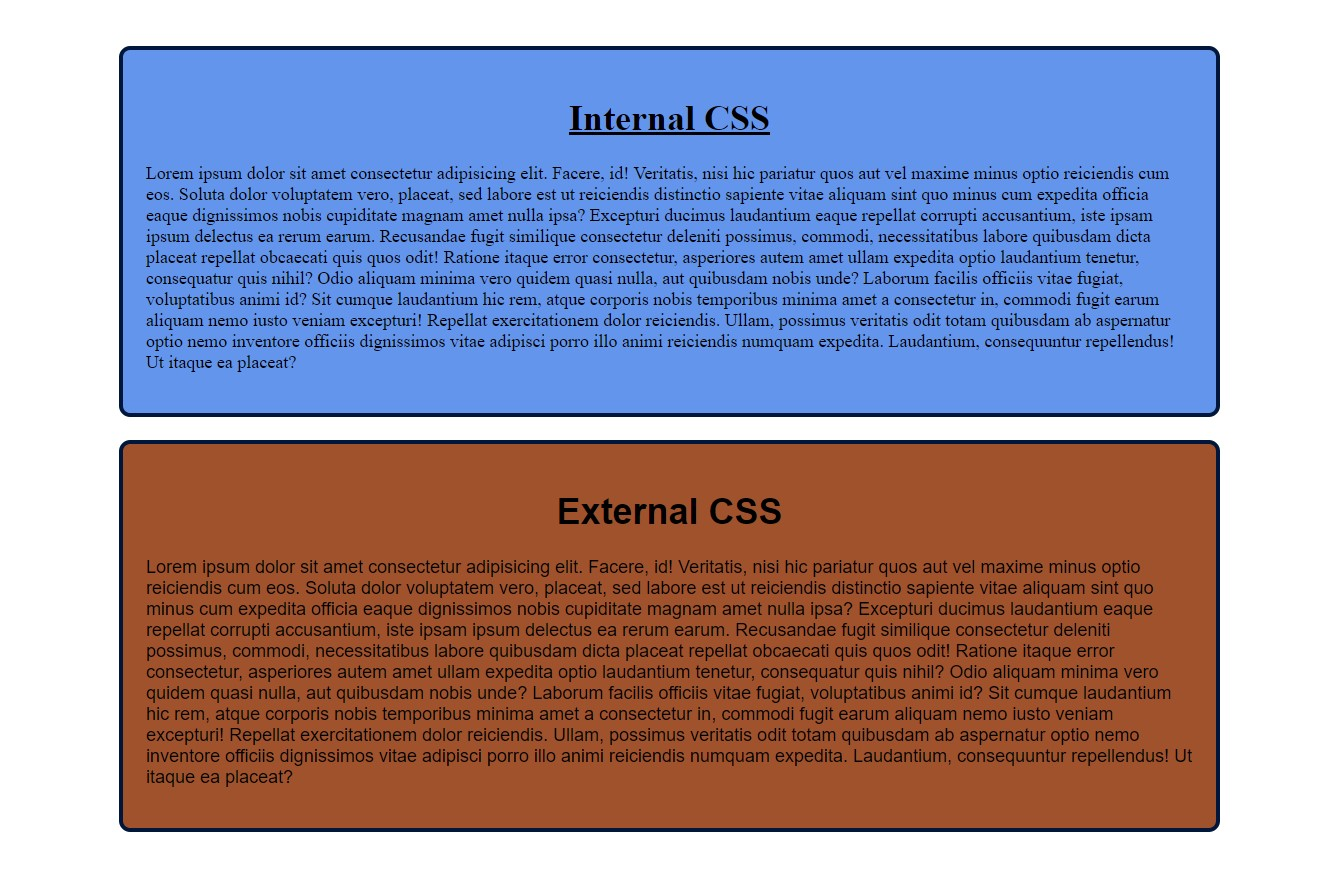 Internal CSS
Lorem ipsum dolor sit amet consectetur adipisicing elit. Facere, id! Veritatis, nisi hic pariatur quos aut vel maxime minus optio reiciendis cum
eos. Soluta dolor voluptatem vero, placeat, sed labore est ut reiciendis distinctio sapiente vitae aliquam sint quo minus cum expedita officia
eaque dignissimos nobis cupiditate magnam amet nulla ipsa? Excepturi ducimus laudantium eaque repellat corrupti accusantium, iste ipsam
ipsum delectus ea rerum earum. Recusandae fugit similique consectetur deleniti possimus, commodi, necessitatibus labore quibusdam dicta
placeat repellat obcaecati quis quos odit! Ratione itaque error consectetur, asperiores autem amet ullam expedita optio laudantium tenetur,
consequatur quis nihil? Odio aliquam minima vero quidem quasi nulla, aut quibusdam nobis unde? Laborum facilis officiis vitae fugiat,
voluptatibus animi id? Sit cumque laudantium hic rem, atque corporis nobis temporibus minima amet a consectetur in, commodi fugit earum
aliquam nemo iusto veniam excepturi! Repellat exercitationem dolor reiciendis. Ullam, possimus veritatis odit totam quibusdam ab aspernatur
optio nemo inventore officiis dignissimos vitae adipisci porro illo animi reiciendis numquam expedita. Laudantium, consequuntur repellendus!
Ut itaque ea placeat?
External CSS
Lorem ipsum dolor sit amet consectetur adipisicing elit. Facere, id! Veritatis, nisi hic pariatur quos aut vel maxime minus optio
reiciendis cum eos. Soluta dolor voluptatem vero, placeat, sed labore est ut reiciendis distinctio sapiente vitae aliquam sint quo
minus cum expedita officia eaque dignissimos nobis cupiditate magnam amet nulla ipsa? Excepturi ducimus laudantium eaque
repellat corrupti accusantium, iste ipsam ipsum delectus ea rerum earum. Recusandae fugit similique consectetur deleniti
possimus, commodi, necessitatibus labore quibusdam dicta placeat repellat obcaecati quis quos odit! Ratione itaque error
consectetur, asperiores autem amet ullam expedita optio laudantium tenetur, consequatur quis nihil? Odio aliquam minima vero
quidem quasi nulla, aut quibusdam nobis unde? Laborum facilis officiis vitae fugiat, voluptatibus animi id? Sit cumque laudantium
hic rem, atque corporis nobis temporibus minima amet a consectetur in, commodi fugit earum aliquam nemo iusto veniam
excepturi! Repellat exercitationem dolor reiciendis. Ullam, possimus veritatis odit totam quibusdam ab aspernatur optio nemo
inventore officiis dignissimos vitae adipisci porro illo animi reiciendis numquam expedita. Laudantium, consequuntur repellendus! Ut
itaque ea placeat?